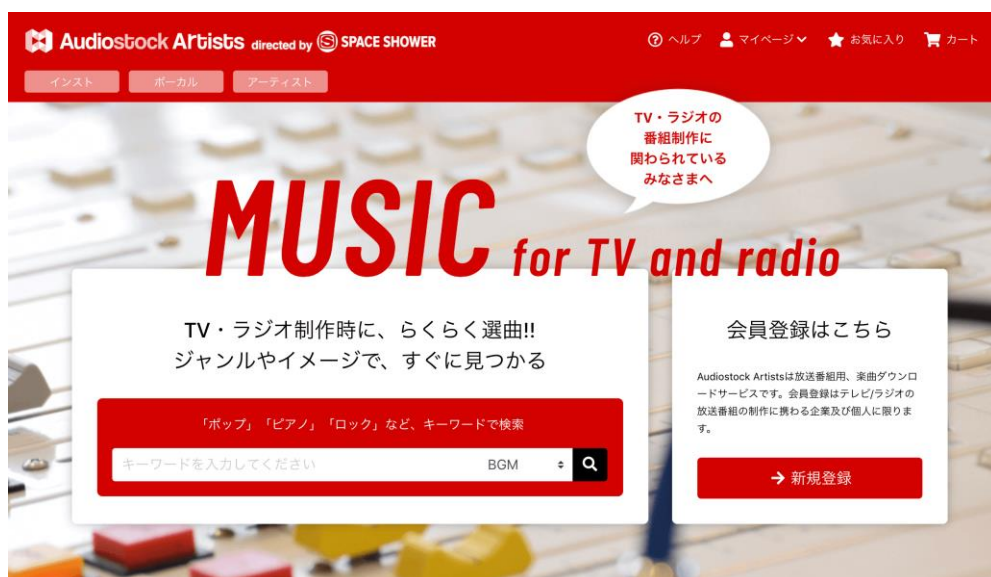 Audiostock Artists directed by S SPACE SHOWER
? ヘルプ マイページ お気に入り カート
インスト ボーカル アーティスト
TV・ラジオの
番組制作に
関わられている
みなさまへ
MUSIC for TV and radio
TV・ラジオ制作時に、らくらく選曲!!
ジャンルやイメージで、すぐに見つかる
「ポップ」「ピアノ」「ロック」など、キーワードで検索
キーワードを入力してください BGM
会員登録はこちら
Audiostock Artistsは放送番組用、楽曲ダウンロ
ードサービスです。会員登録はテレビ/ラジオの
放送番組の制作に携わる企業及び個人に限りま
す。
→ 新規登録